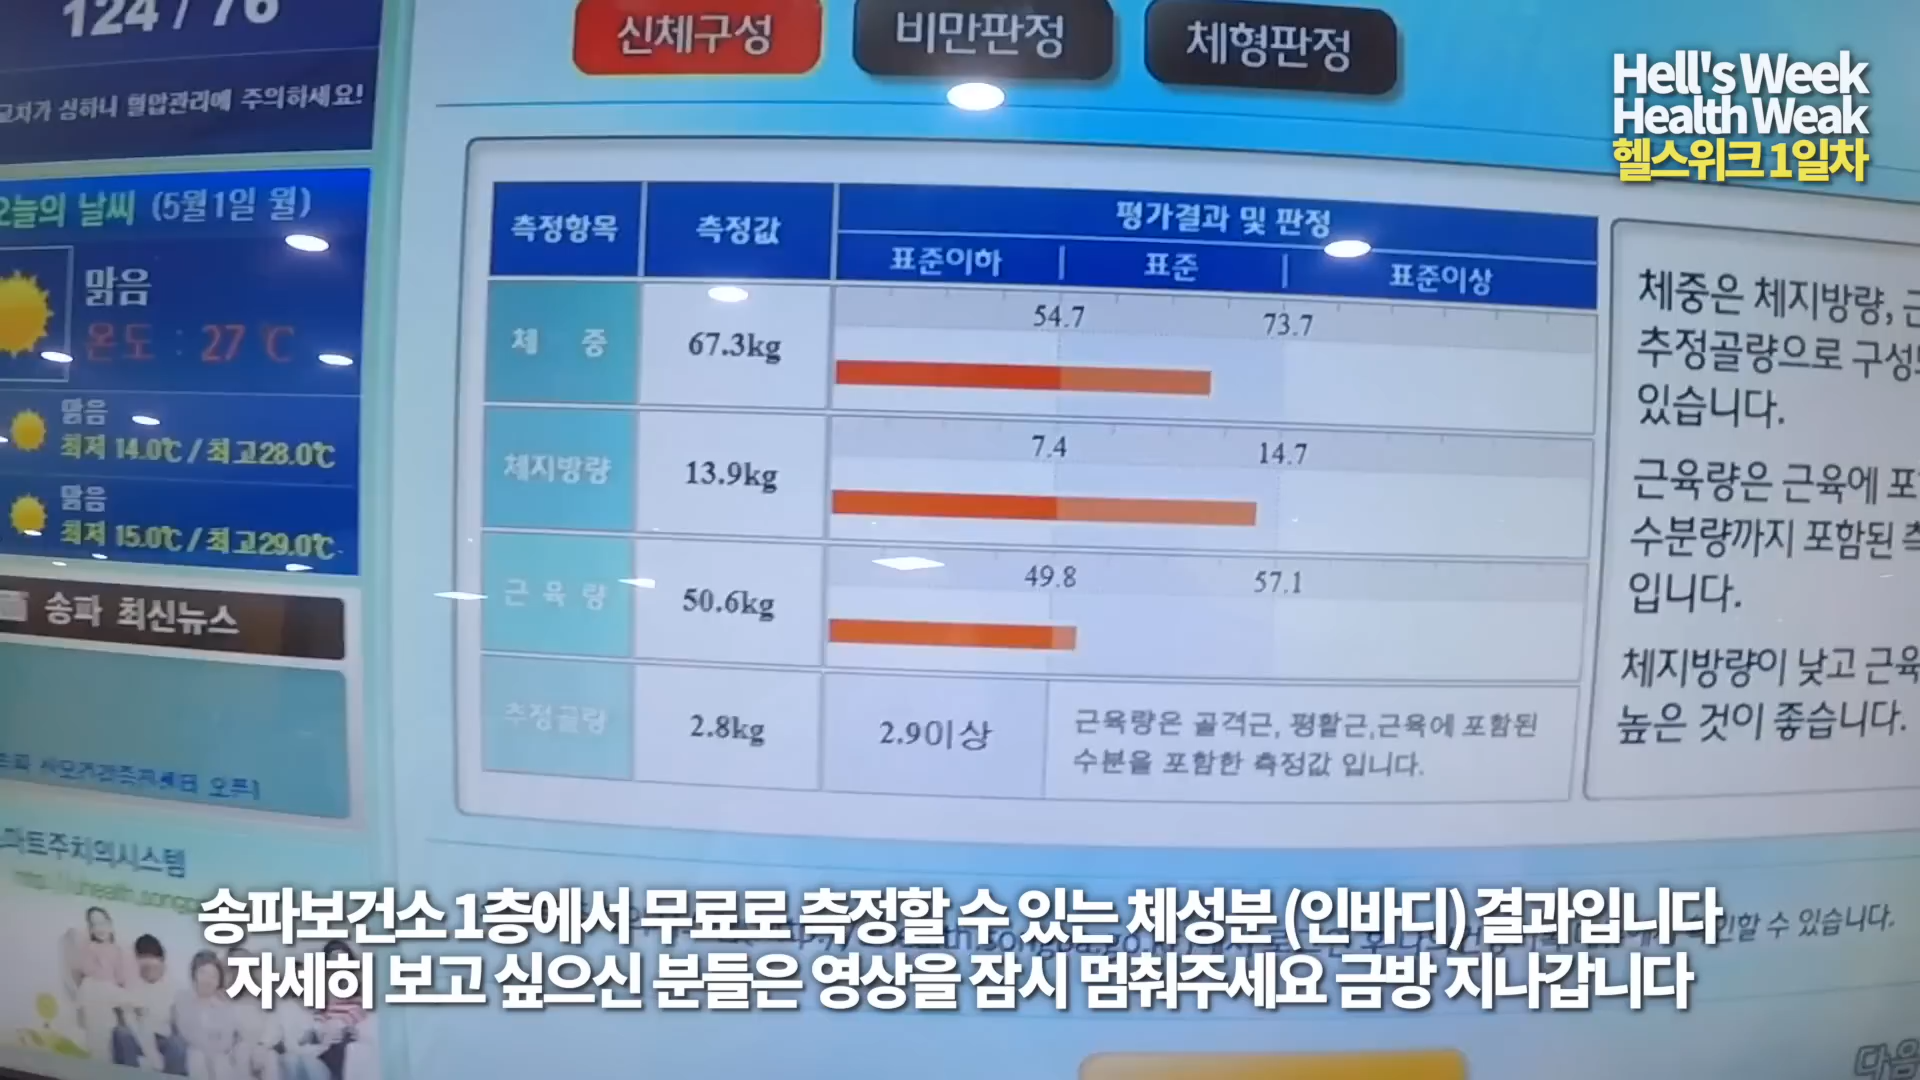 124 / 76
교차가 심하니 혈압관리에 주의하세요!
오늘의 날씨 (5월1일 월)
맑음
온도 : 27 ℃
맑음
최저 14.0℃ / 최고28.0℃
맑음
최저 15.0℃ / 최고29.0℃
송파 최신뉴스
신체구성
비만판정
체형판정
Hell's Week
Health Weak
헬스위크 1일차
측정항목 측정값 평가결과 및 판정
표준이하 | 표준 | 표준이상
체 중 67.3kg 54.7 73.7
체지방량 13.9kg 7.4 14.7
근 육 량 50.6kg 49.8 57.1
추정골량 2.8kg 2.9이상
근육량은 골격근, 평활근,근육에 포함된
수분을 포함한 측정값 입니다.
체중은 체지방량,
추정골량으로
있습니다.
근육량은 근육에
수분량까지 포함된
입니다.
체지방량이 낮고
높은 것이 좋습니다.
할 수 있습니다.
송파보건소 1층에서 무료로 측정할 수 있는 체성분 (인바디) 결과입니다
자세히 보고 싶으신 분들은 영상을 잠시 멈춰주세요 금방 지나갑니다
다음